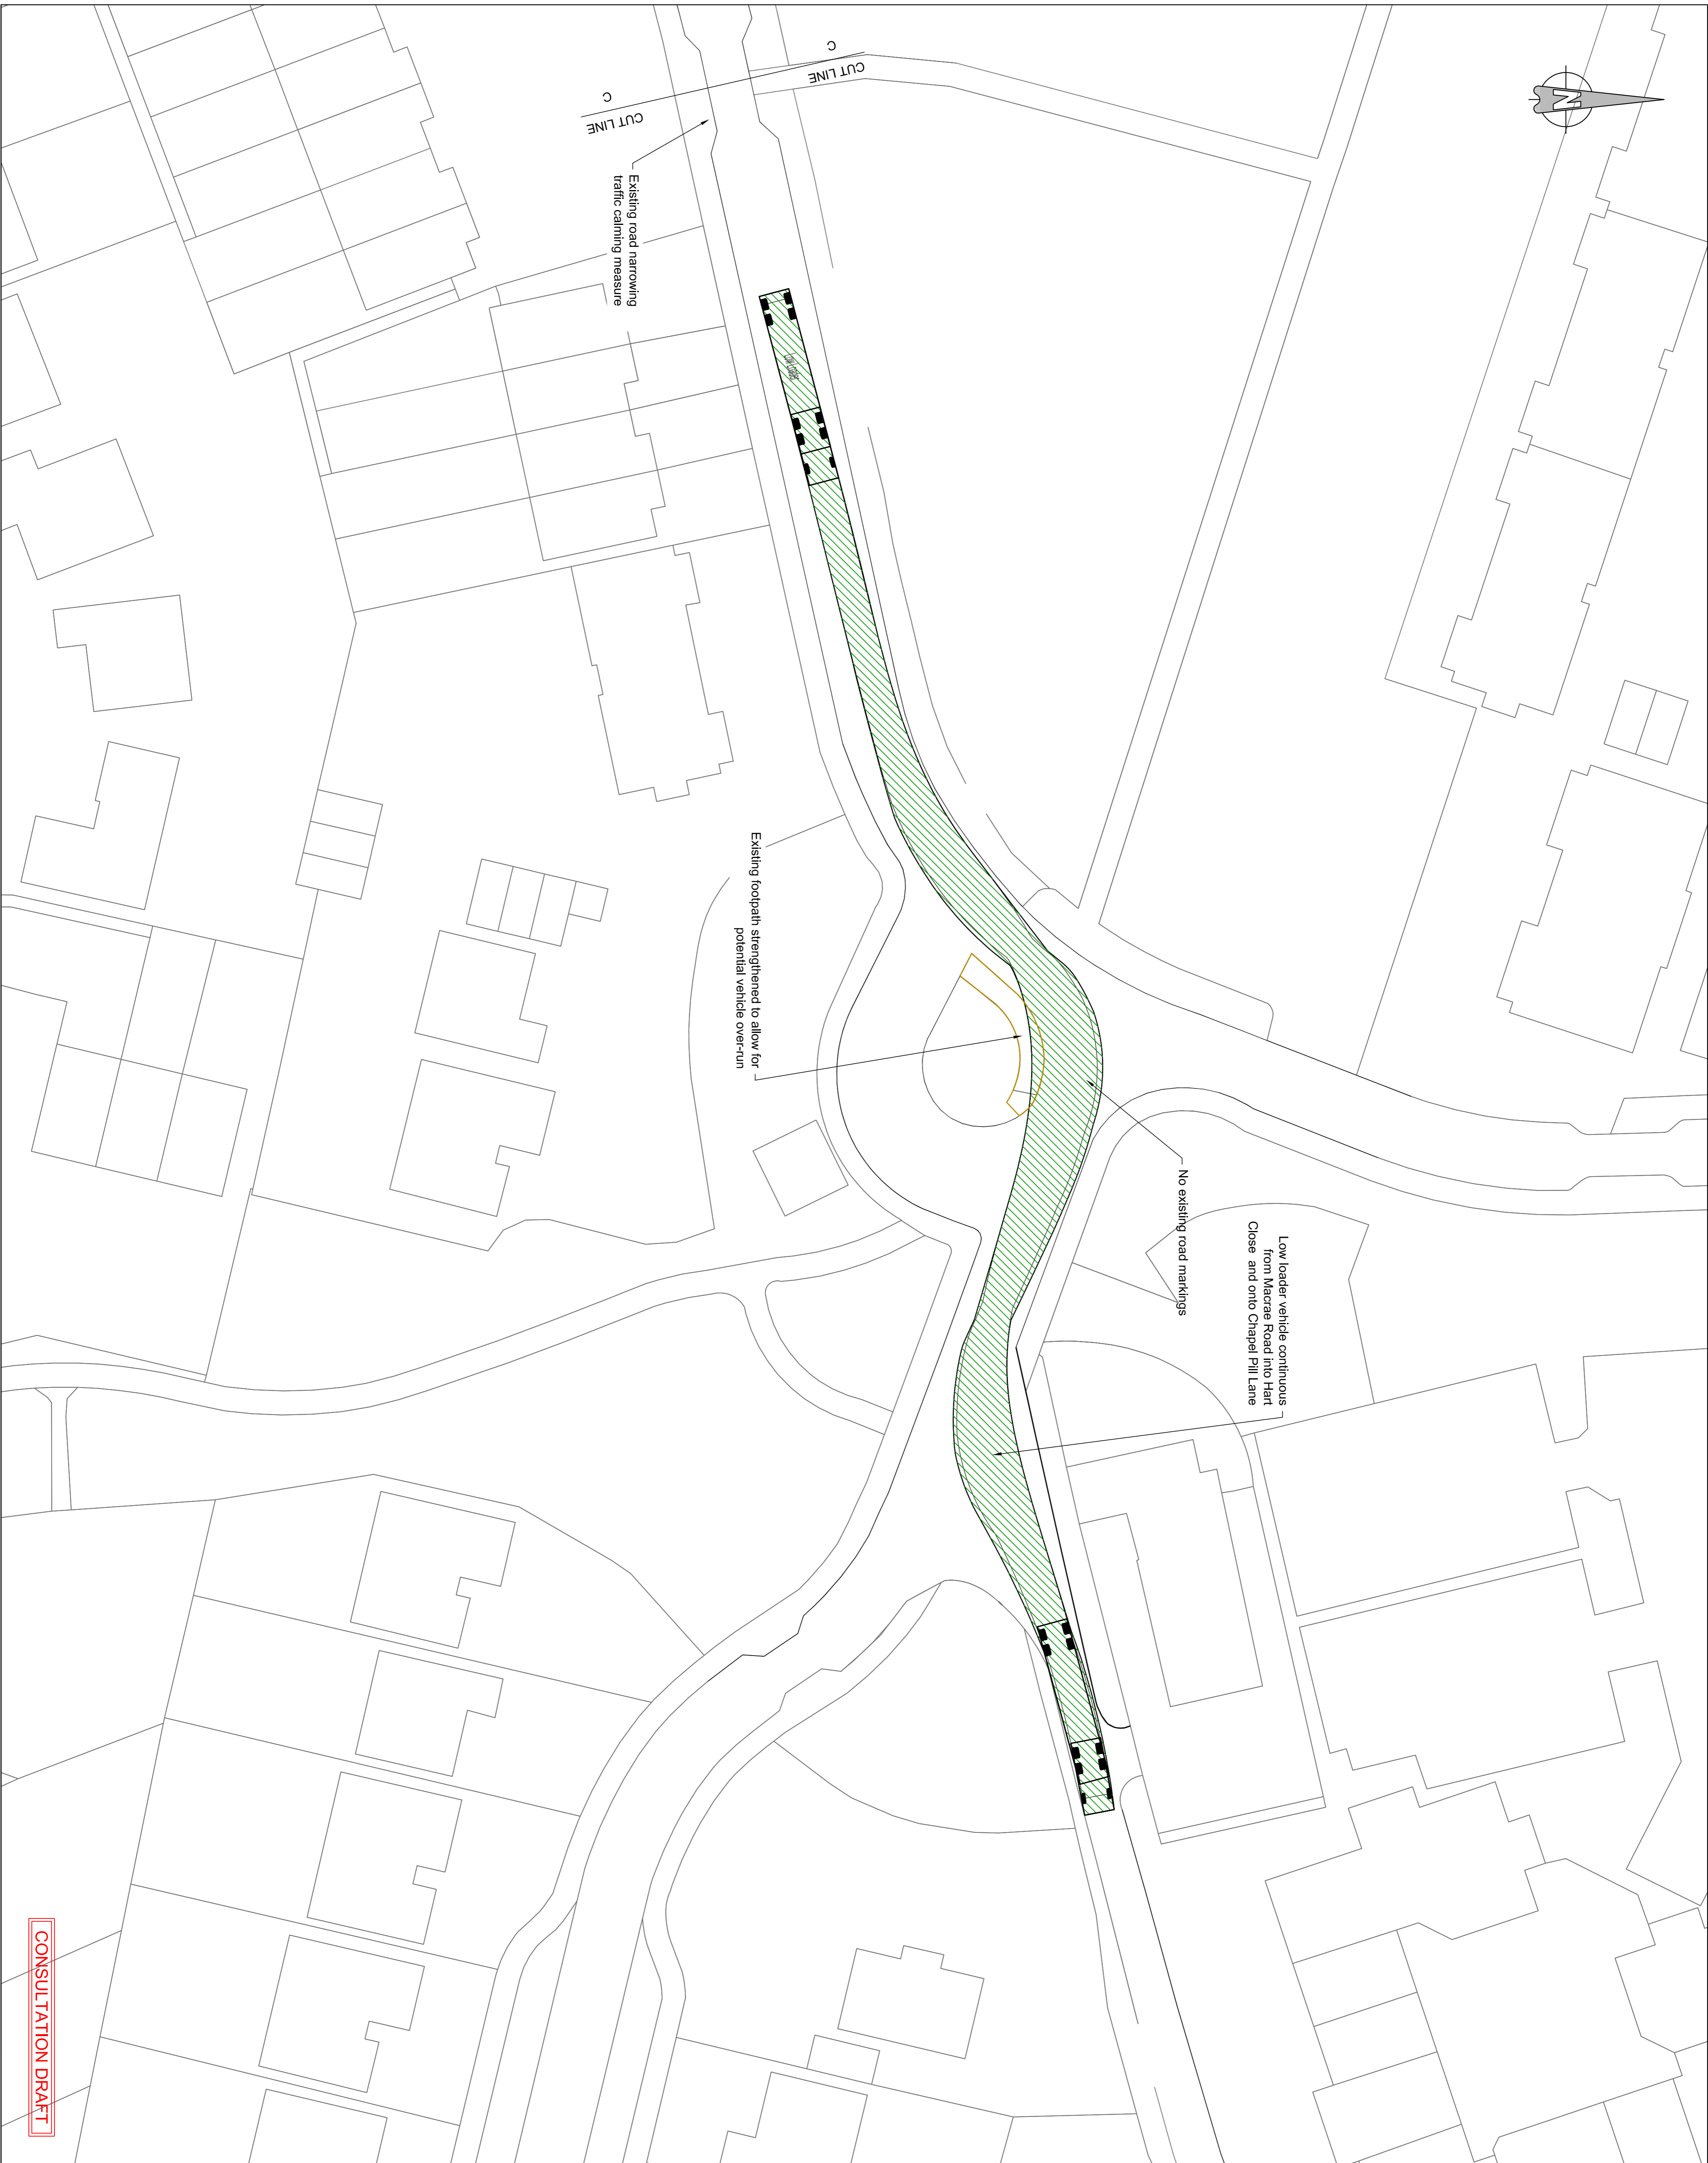 C
CUT LINE
C
CUT LINE
N
Existing road narrowing
traffic calming measure
Low Loader
Existing footpath strengthened to allow for
potential vehicle over-run
No existing road markings
Low loader vehicle continuous
from Macrae Road into Hart
Close and onto Chapel Pill Lane
CONSULTATION DRAFT